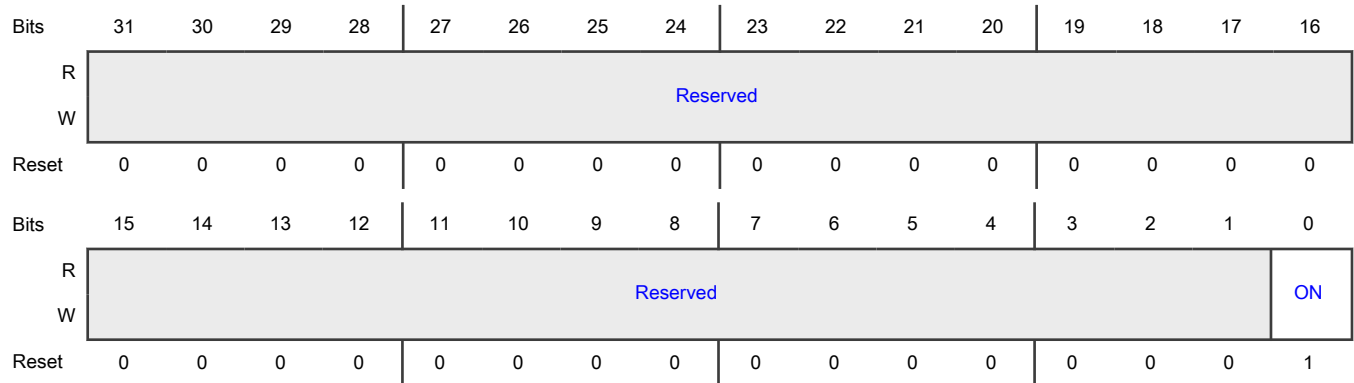 Bits 31 30 29 28 27 26 25 24 23 22 21 20 19 18 17 16
R
Reserved
W
Reset 0 0 0 0 0 0 0 0 0 0 0 0 0 0 0 0
Bits 15 14 13 12 11 10 9 8 7 6 5 4 3 2 1 0
R
Reserved ON
W
Reset 0 0 0 0 0 0 0 0 0 0 0 0 0 0 0 1